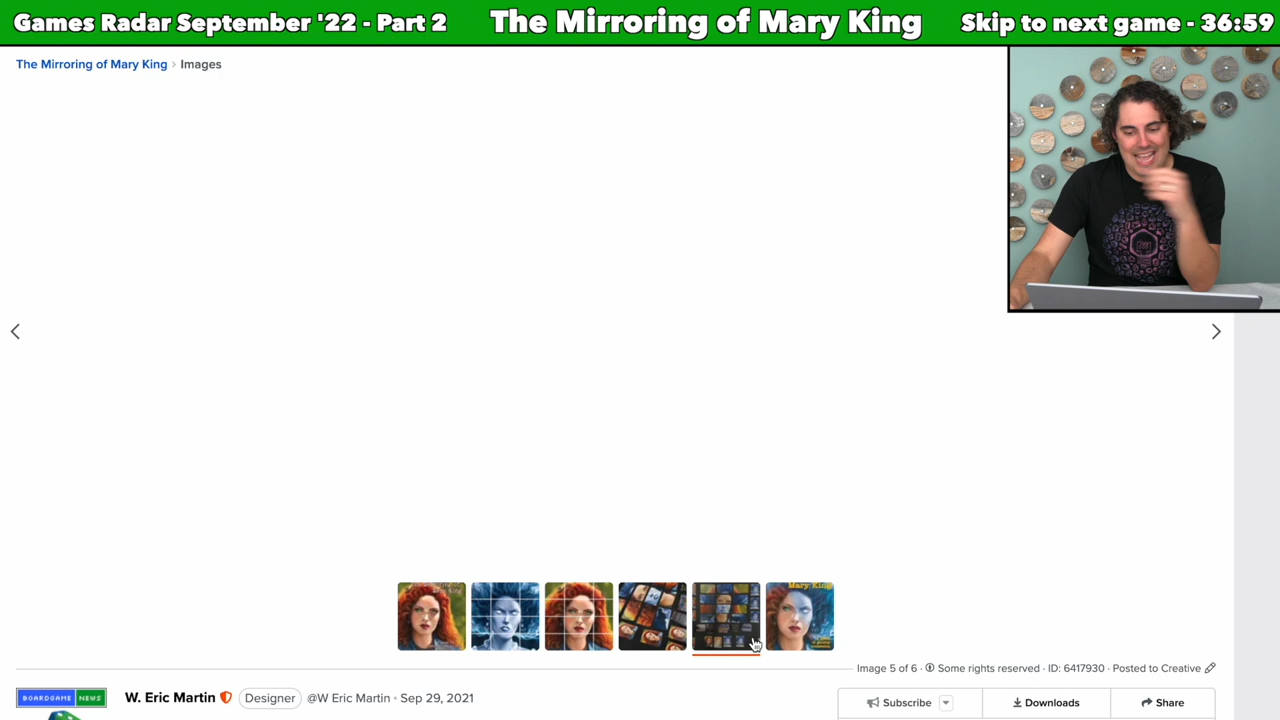 Games Radar September '22 - Part 2
The Mirroring of Mary King
Skip to next game - 36:59
The Mirroring of Mary King > Images
Mary King
Image 5 of 6 · Some rights reserved · ID: 6417930 · Posted to Creative
BOARDGAME NEWS
W. Eric Martin Designer @W Eric Martin · Sep 29, 2021
Subscribe
Downloads
Share